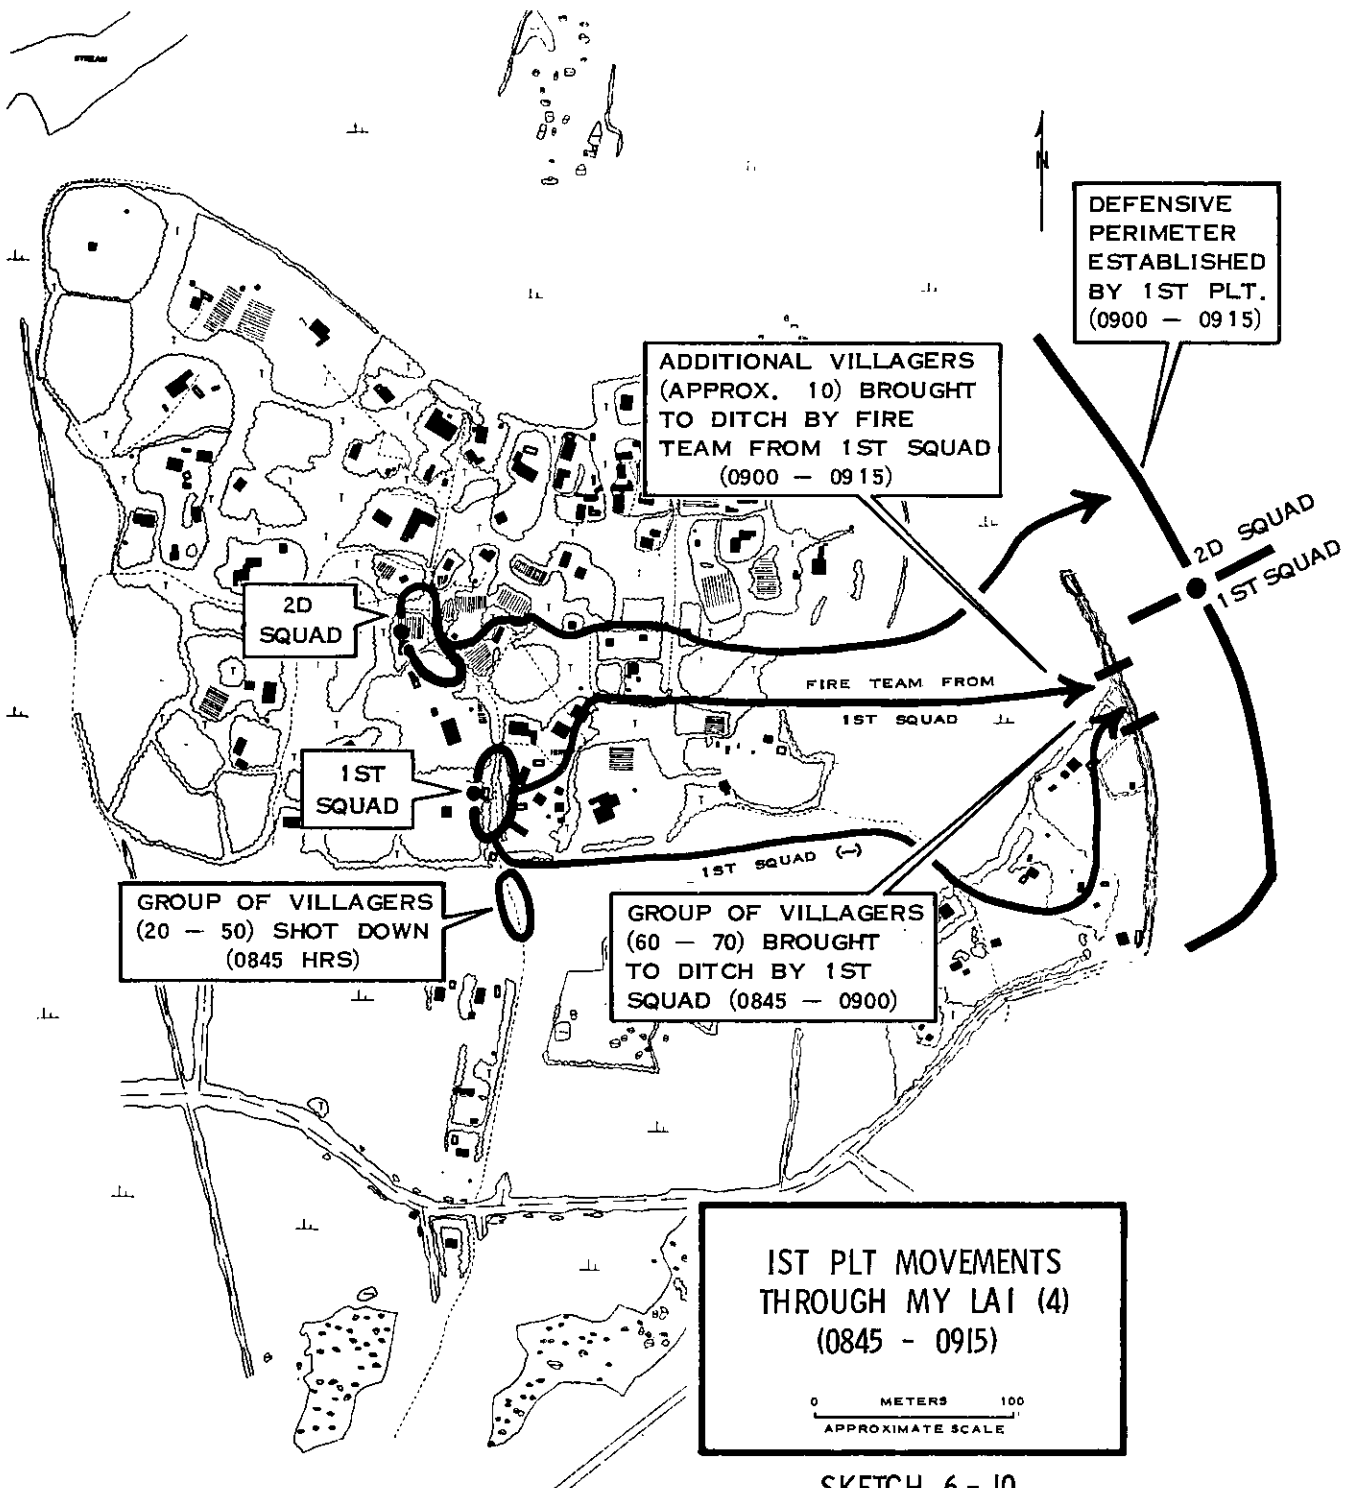 STREAM
N
DEFENSIVE
PERIMETER
ESTABLISHED
BY 1ST PLT.
(0900 — 0915)
ADDITIONAL VILLAGERS
(APPROX. 10) BROUGHT
TO DITCH BY FIRE
TEAM FROM 1ST SQUAD
(0900 — 0915)
2D SQUAD
1ST SQUAD
2D
SQUAD
FIRE TEAM FROM
1ST SQUAD
1ST
SQUAD
1ST SQUAD (—)
GROUP OF VILLAGERS
(20 — 50) SHOT DOWN
(0845 HRS)
GROUP OF VILLAGERS
(60 — 70) BROUGHT
TO DITCH BY 1ST
SQUAD (0845 — 0900)
1ST PLT MOVEMENTS
THROUGH MY LAI (4)
(0845 - 0915)
0 METERS 100
APPROXIMATE SCALE
SKETCH 6-10